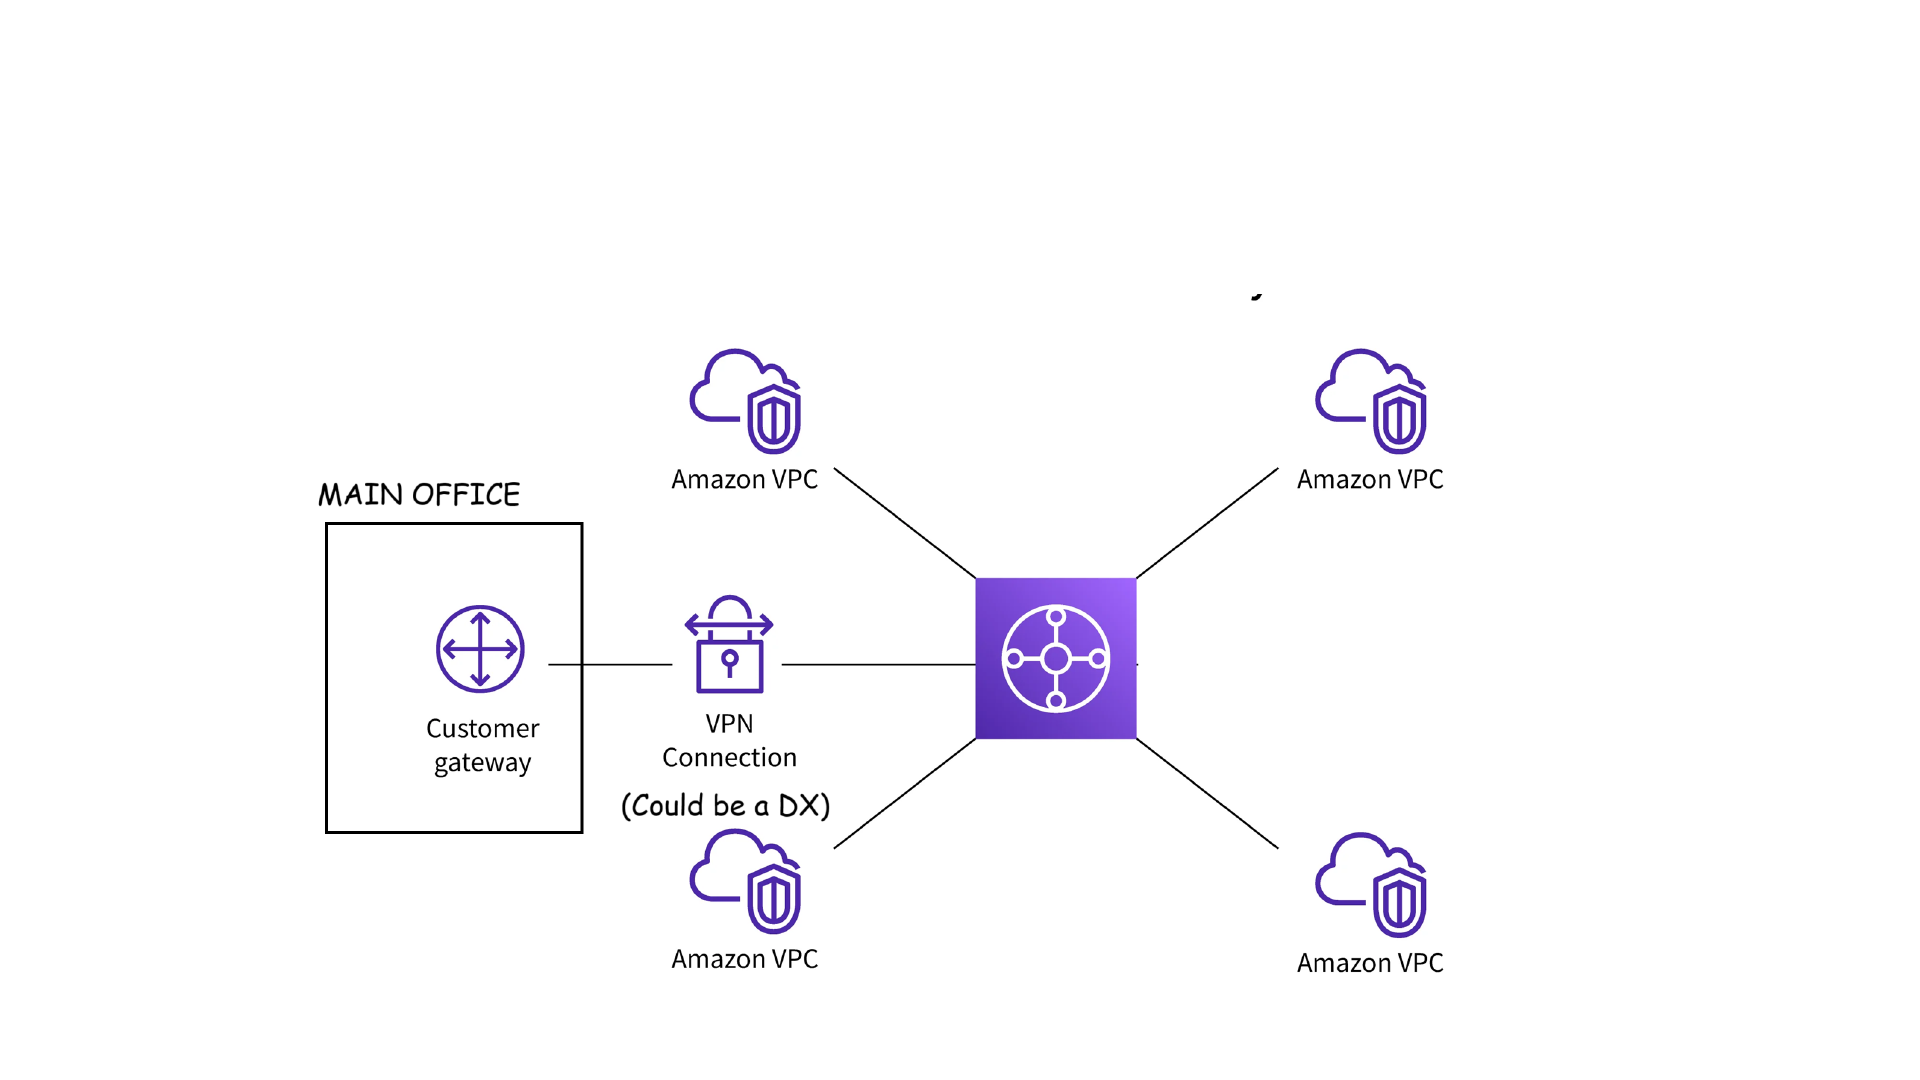 Amazon VPC
Amazon VPC
MAIN OFFICE
Customer
gateway
VPN
Connection
(Could be a DX)
Amazon VPC
Amazon VPC